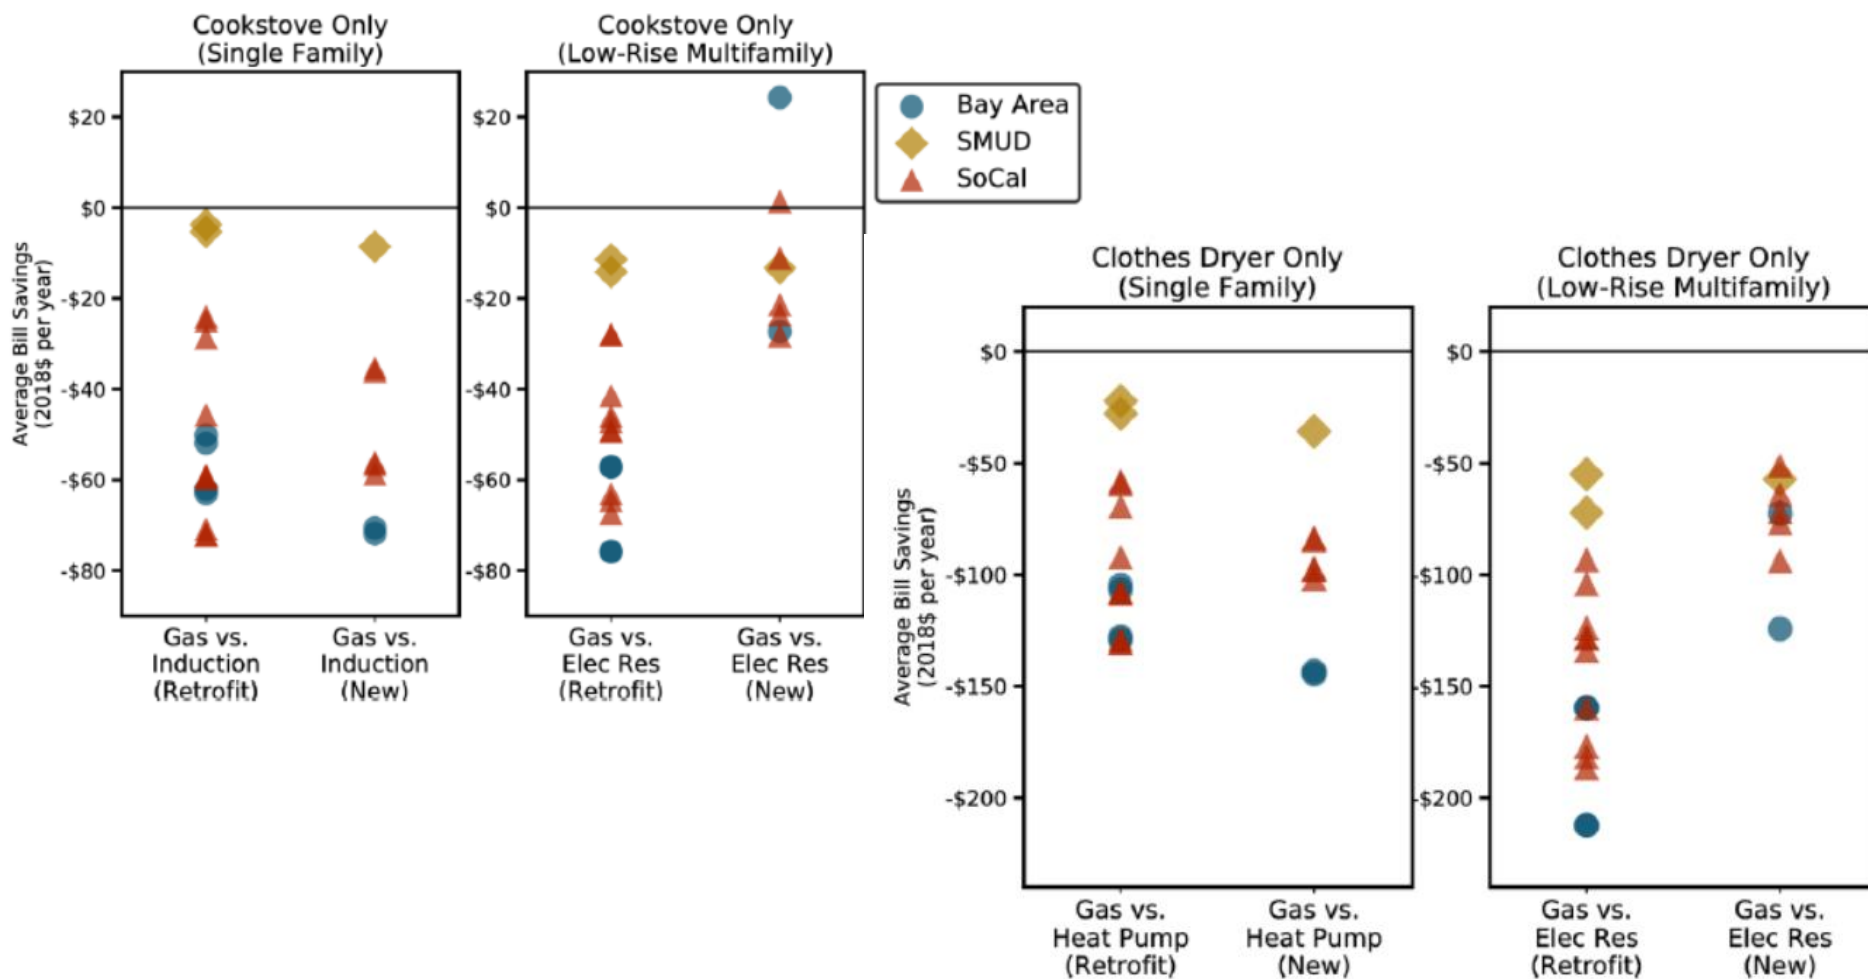 Cookstove Only
(Single Family)
Cookstove Only
(Low-Rise Multifamily)
Average Bill Savings
(2018$ per year)
$20
$0
-$20
-$40
-$60
-$80
$20
$0
-$20
-$40
-$60
-$80
Gas vs.
Induction
(Retrofit)
Gas vs.
Induction
(New)
Gas vs.
Elec Res
(Retrofit)
Gas vs.
Elec Res
(New)
Bay Area
SMUD
SoCal
Clothes Dryer Only
(Single Family)
Clothes Dryer Only
(Low-Rise Multifamily)
Average Bill Savings
(2018$ per year)
$0
-$50
-$100
-$150
-$200
$0
-$50
-$100
-$150
-$200
Gas vs.
Heat Pump
(Retrofit)
Gas vs.
Heat Pump
(New)
Gas vs.
Elec Res
(Retrofit)
Gas vs.
Elec Res
(New)